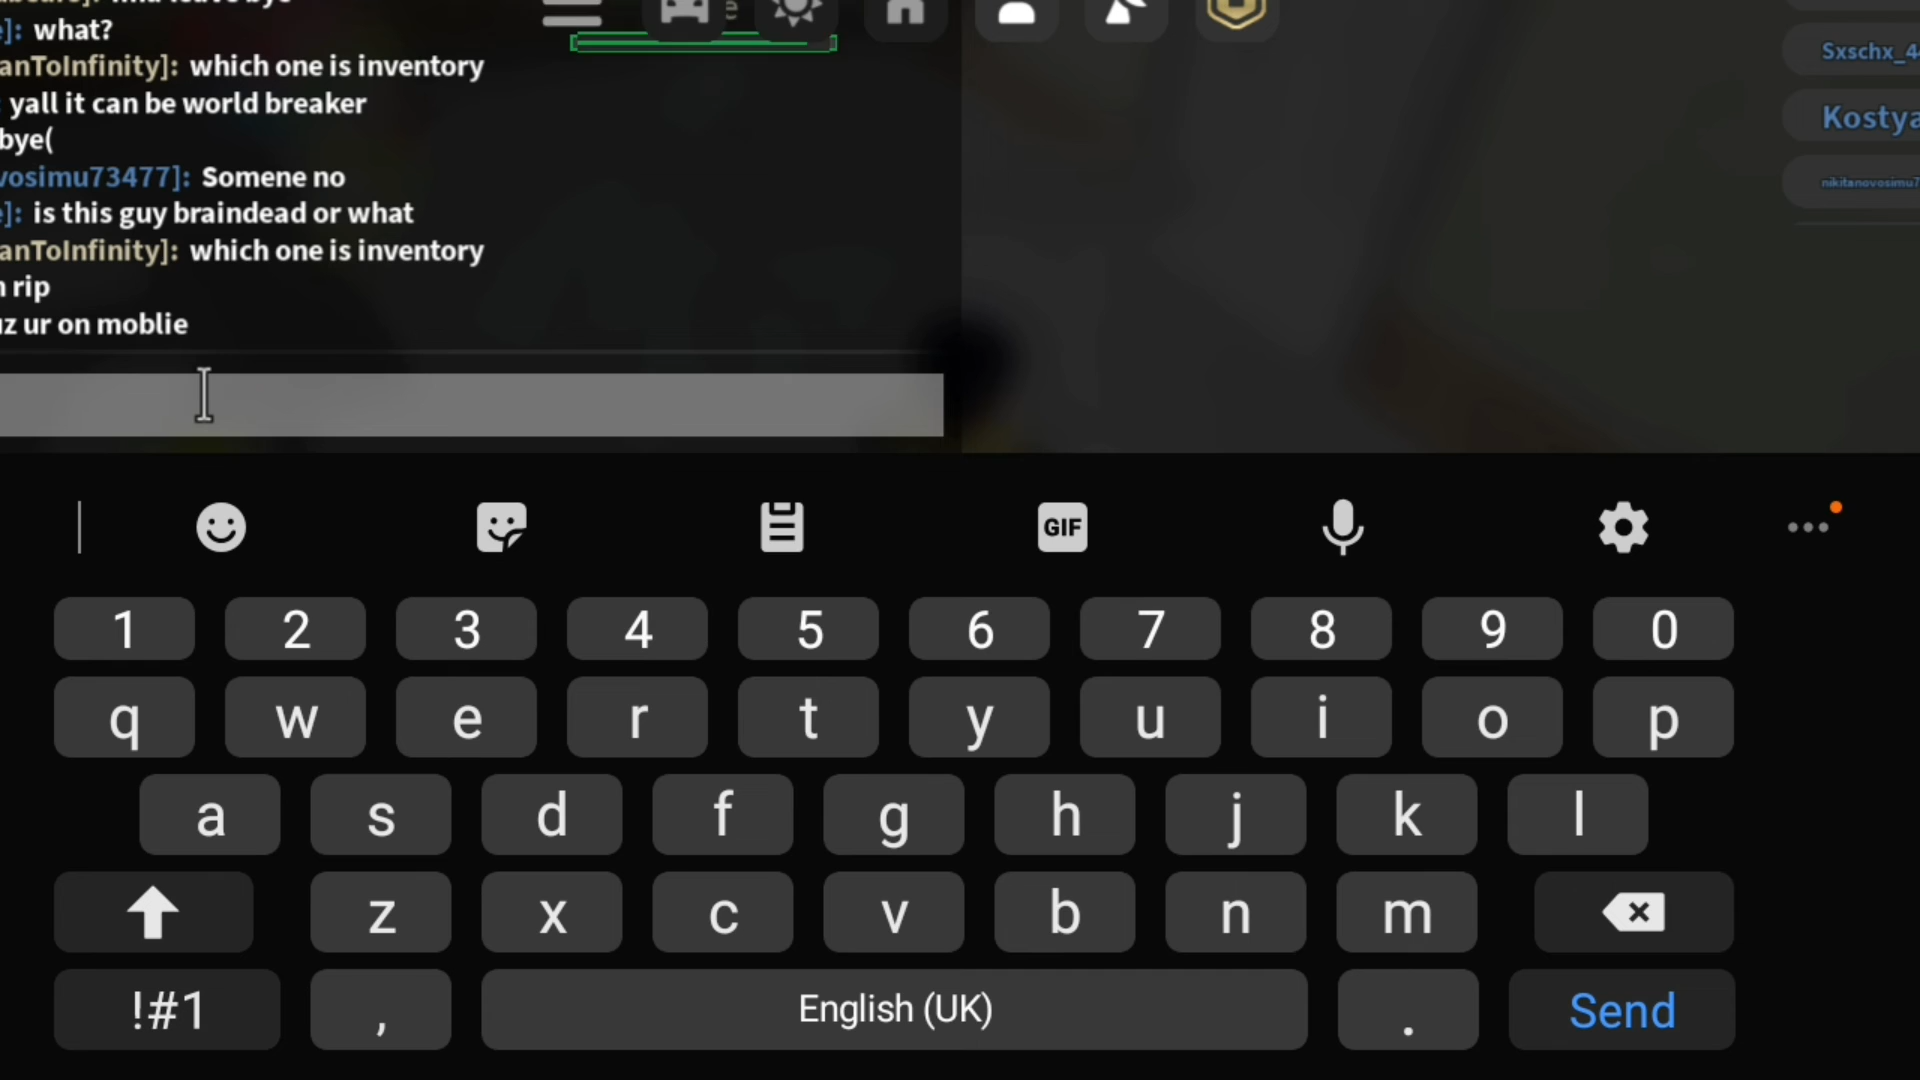 e]: what?
anToInfinity]: which one is inventory
: yall it can be world breaker
bye(
vosimu73477]: Somene no
e]: is this guy braindead or what
anToInfinity]: which one is inventory
rip
uz ur on moblie
Sxschx_4
Kostya
nikitanovosimu7
GIF
1 2 3 4 5 6 7 8 9 0
q w e r t y u i o p
a s d f g h j k l
z x c v b n m
!#1 , English (UK) . Send